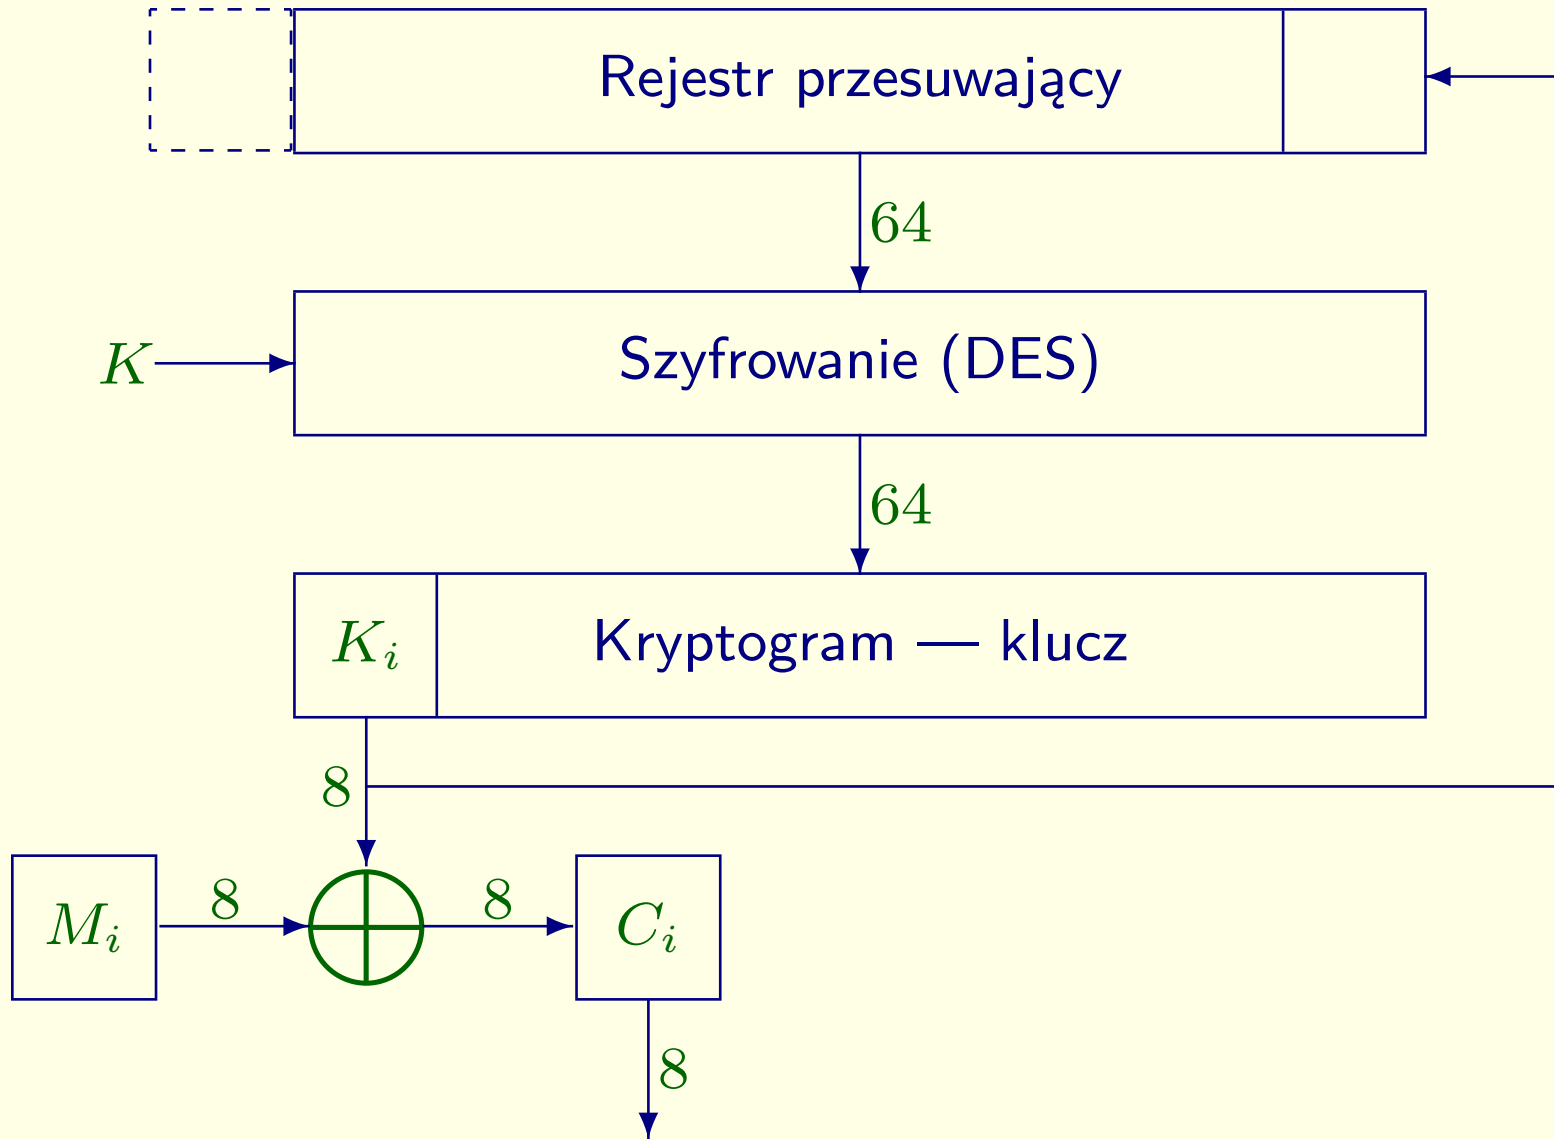 Rejestr przesuwający
64
K
Szyfrowanie (DES)
64
K_i
Kryptogram — klucz
8
M_i
8
8
C_i
8